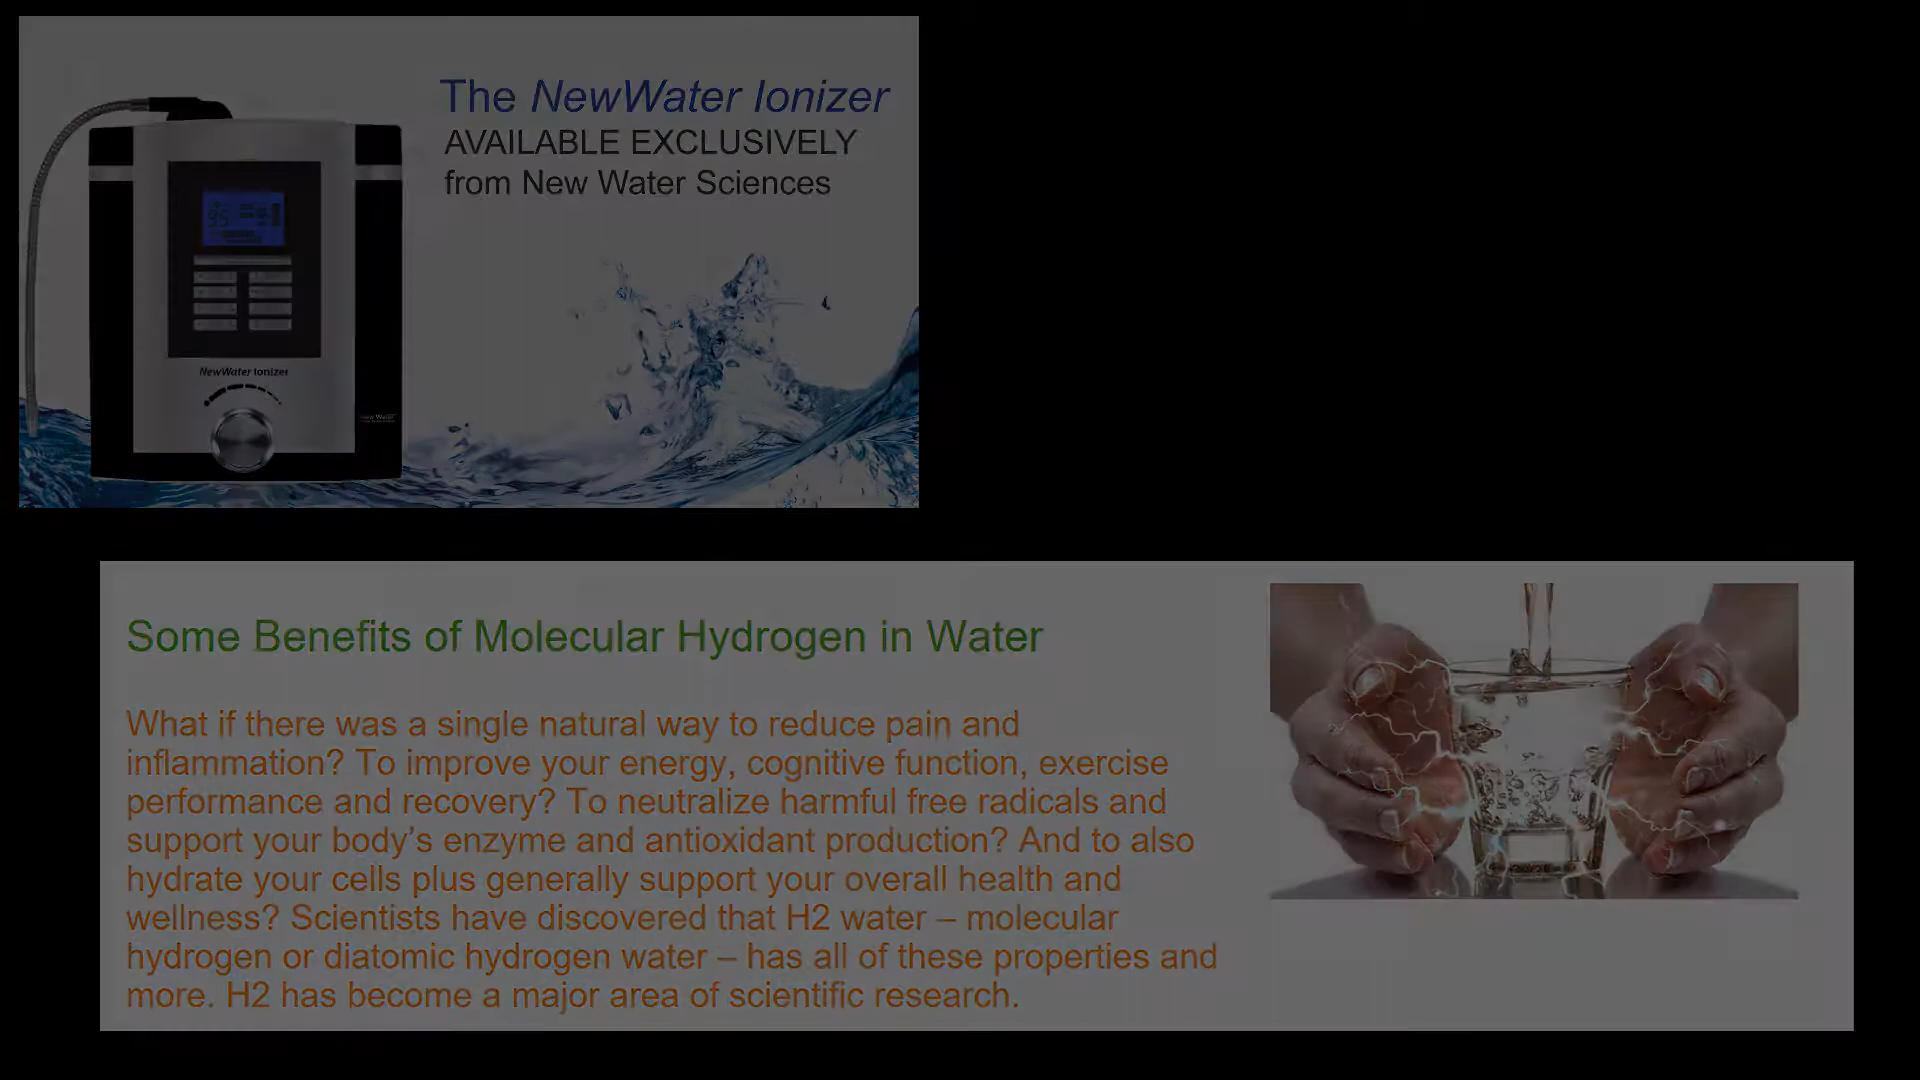 The NewWater Ionizer
AVAILABLE EXCLUSIVELY
from New Water Sciences
NewWater Ionizer
New Water
Some Benefits of Molecular Hydrogen in Water
What if there was a single natural way to reduce pain and
inflammation? To improve your energy, cognitive function, exercise
performance and recovery? To neutralize harmful free radicals and
support your body’s enzyme and antioxidant production? And to also
hydrate your cells plus generally support your overall health and
wellness? Scientists have discovered that H2 water – molecular
hydrogen or diatomic hydrogen water – has all of these properties and
more. H2 has become a major area of scientific research.